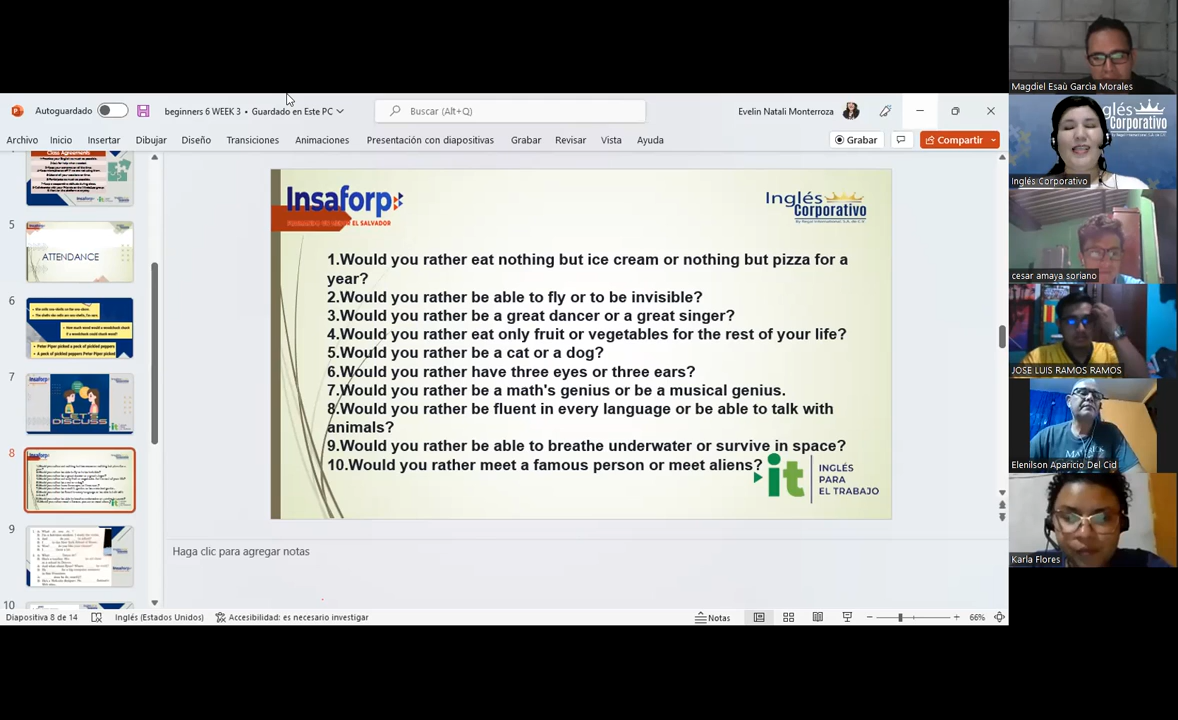 Autoguardado
beginners 6 WEEK 3 • Guardado en Este PC
Buscar (Alt+Q)
Evelin Natali Monterroza
Archivo Inicio Insertar Dibujar Diseño Transiciones Animaciones Presentación con diapositivas Grabar Revisar Vista Ayuda
Grabar
Compartir
5
ATTENDANCE
6
7
LET'S
DISCUSS
8
9
10
Insaforp
Inglés
Corporativo
1.Would you rather eat nothing but ice cream or nothing but pizza for a
year?
2.Would you rather be able to fly or to be invisible?
3.Would you rather be a great dancer or a great singer?
4.Would you rather eat only fruit or vegetables for the rest of your life?
5.Would you rather be a cat or a dog?
6.Would you rather have three eyes or three ears?
7.Would you rather be a math's genius or be a musical genius.
8.Would you rather be fluent in every language or be able to talk with
animals?
9.Would you rather be able to breathe underwater or survive in space?
10.Would you rather meet a famous person or meet aliens?
it
INGLÉS
PARA
EL TRABAJO
Haga clic para agregar notas
Diapositiva 8 de 14
Inglés (Estados Unidos)
Accesibilidad: es necesario investigar
Notas
66%
Magdiel Esaù Garcìa Morales
Inglés Corporativo
cesar amaya soriano
JOSE LUIS RAMOS RAMOS
Elenilson Aparicio Del Cid
Karla Flores